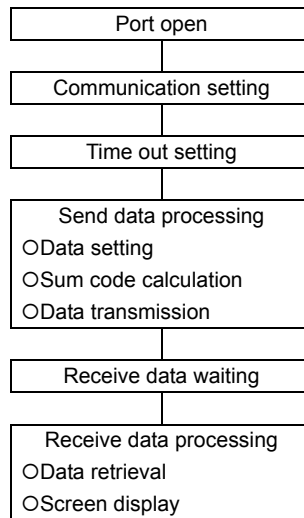 Port open
Communication setting
Time out setting
Send data processing
○Data setting
○Sum code calculation
○Data transmission
Receive data waiting
Receive data processing
○Data retrieval
○Screen display